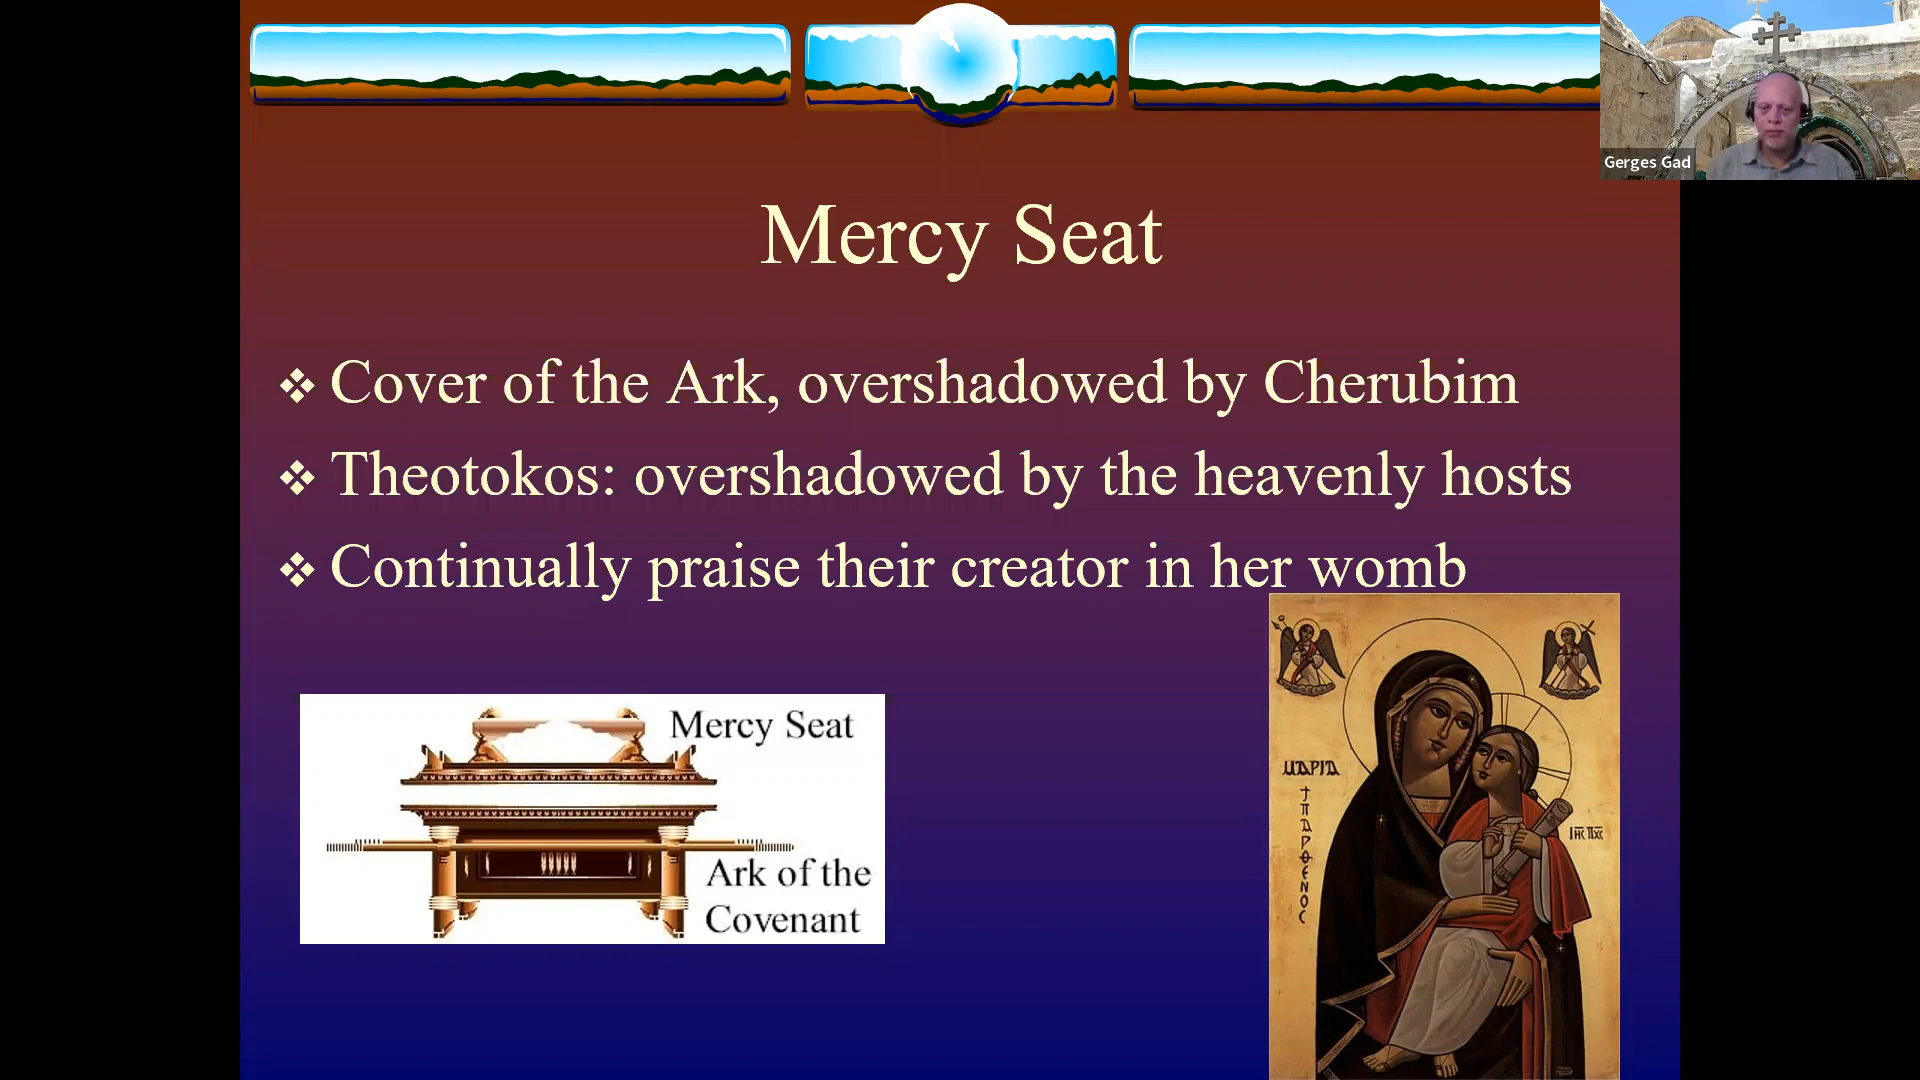 Gerges Gad
Mercy Seat
❖ Cover of the Ark, overshadowed by Cherubim
❖ Theotokos: overshadowed by the heavenly hosts
❖ Continually praise their creator in her womb
Mercy Seat
Ark of the
Covenant
ⲘⲀⲢⲒⲀ
ϮⲠⲀⲢⲐⲈⲚⲞⲤ
ⲒⲎⲤ ⲠⲬⲤ